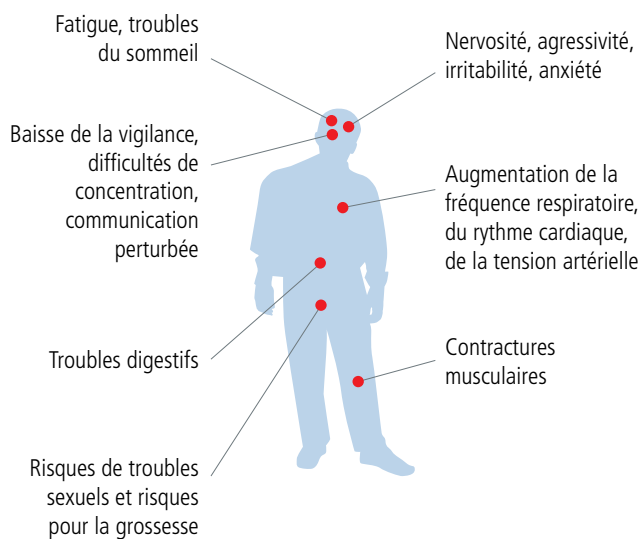 Fatigue, troubles
du sommeil
Nervosité, agressivité,
irritabilité, anxiété
Baisse de la vigilance,
difficultés de
concentration,
communication
perturbée
Augmentation de la
fréquence respiratoire,
du rythme cardiaque,
de la tension artérielle
Troubles digestifs
Contractures
musculaires
Risques de troubles
sexuels et risques
pour la grossesse